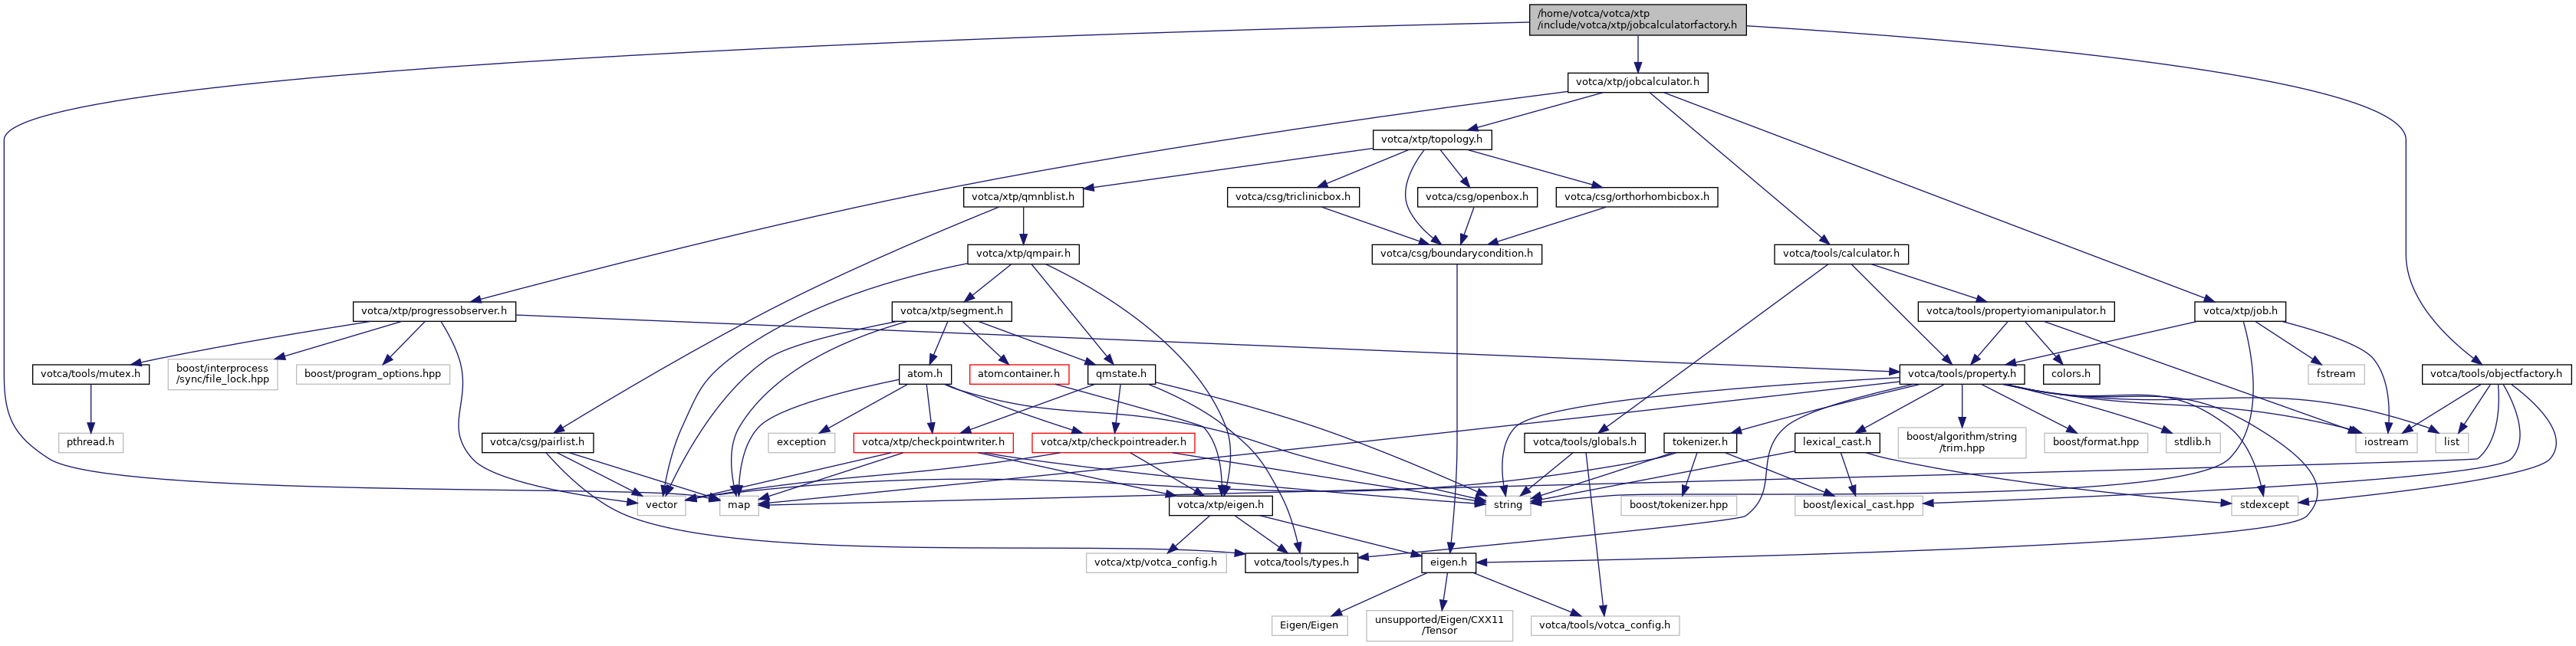 /home/votca/votca/xtp
/include/votca/xtp/jobcalculatorfactory.h
votca/xtp/jobcalculator.h
votca/xtp/topology.h
votca/xtp/qmnblist.h
votca/csg/triclinicbox.h
votca/csg/openbox.h
votca/csg/orthorhombicbox.h
votca/xtp/qmpair.h
votca/csg/boundarycondition.h
votca/tools/calculator.h
votca/xtp/progressobserver.h
votca/xtp/segment.h
votca/tools/propertyiomanipulator.h
votca/xtp/job.h
votca/tools/mutex.h
boost/interprocess
/sync/file_lock.hpp
boost/program_options.hpp
atom.h
atomcontainer.h
qmstate.h
votca/tools/property.h
colors.h
fstream
votca/tools/objectfactory.h
pthread.h
votca/csg/pairlist.h
exception
votca/xtp/checkpointwriter.h
votca/xtp/checkpointreader.h
votca/tools/globals.h
tokenizer.h
lexical_cast.h
boost/algorithm/string
/trim.hpp
boost/format.hpp
stdlib.h
iostream
list
vector
map
votca/xtp/eigen.h
string
boost/tokenizer.hpp
boost/lexical_cast.hpp
stdexcept
votca/xtp/votca_config.h
votca/tools/types.h
eigen.h
Eigen/Eigen
unsupported/Eigen/CXX11
/Tensor
votca/tools/votca_config.h